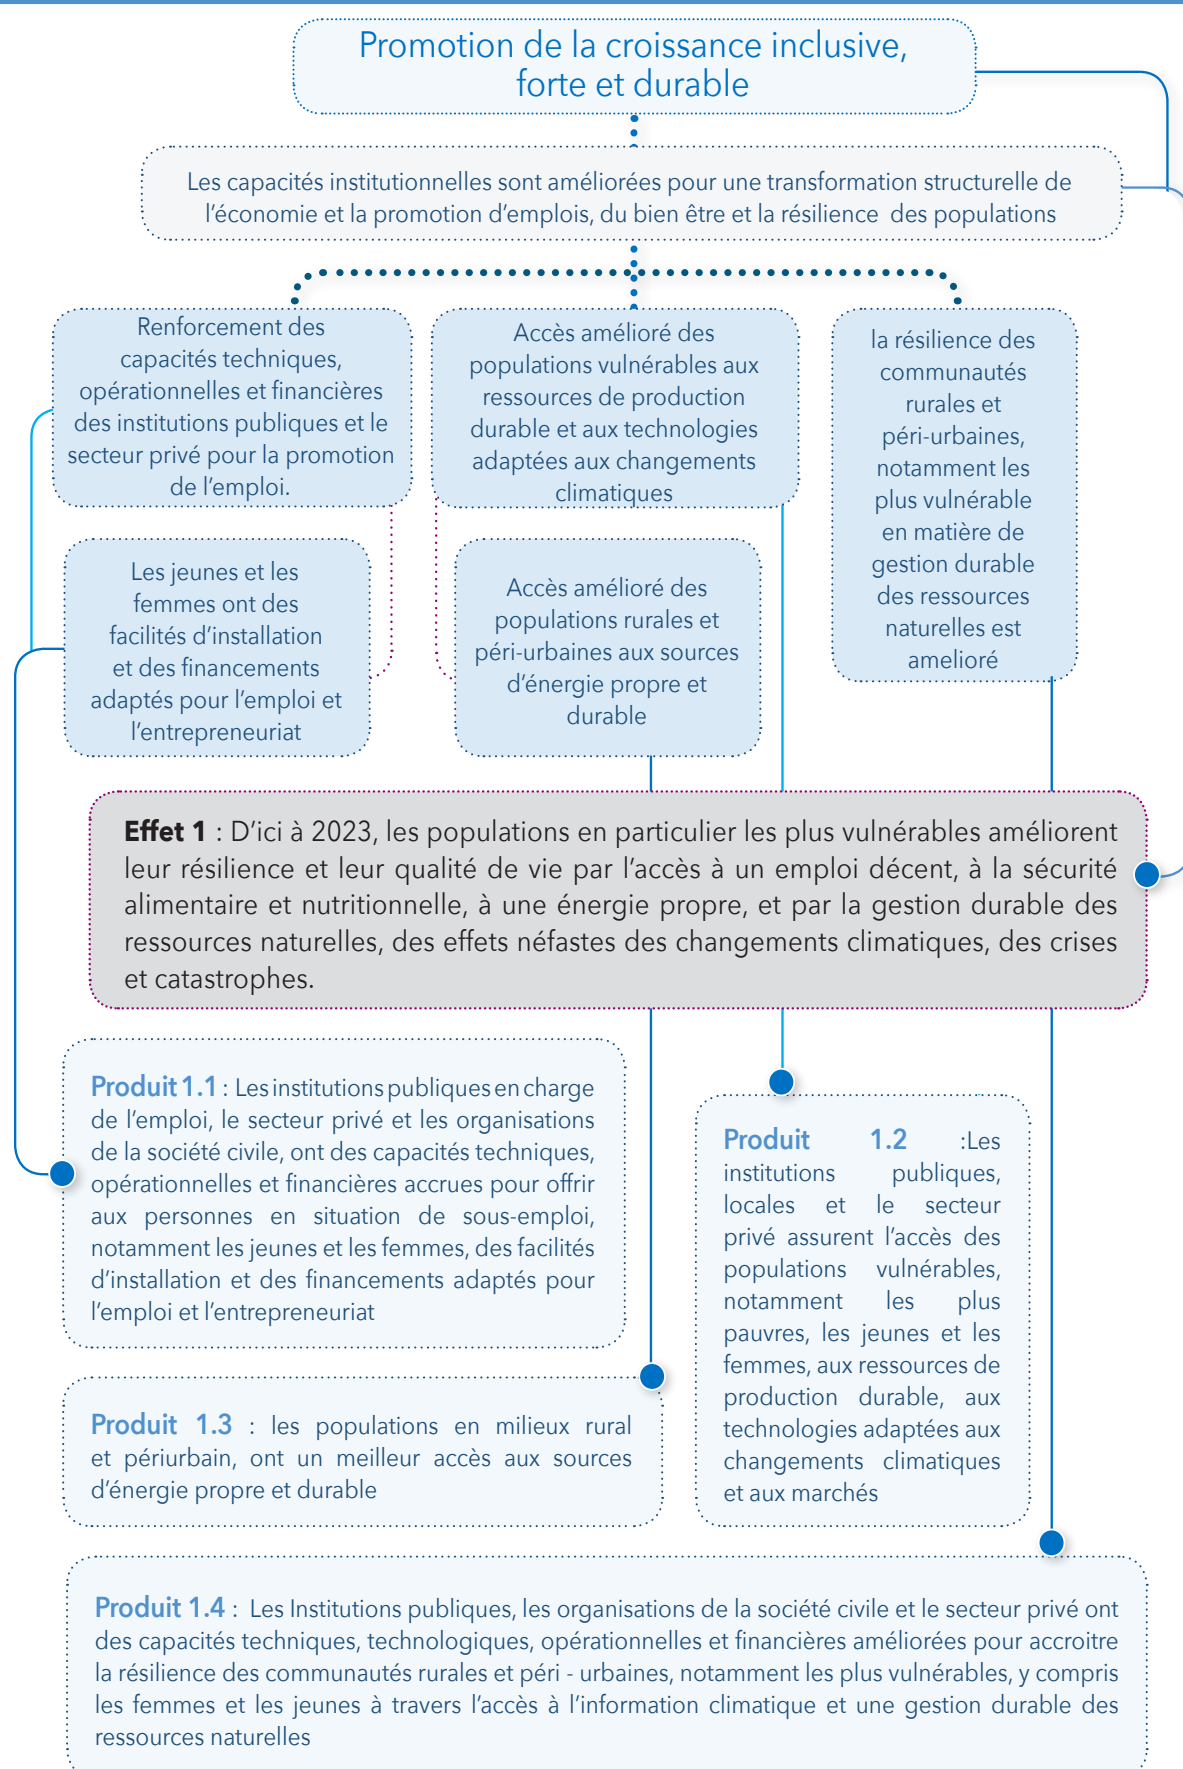 Promotion de la croissance inclusive,
forte et durable
Les capacités institutionnelles sont améliorées pour une transformation structurelle de
l'économie et la promotion d'emplois, du bien être et la résilience des populations
Renforcement des
capacités techniques,
opérationnelles et financières
des institutions publiques et le
secteur privé pour la promotion
de l'emploi.
Accès amélioré des
populations vulnérables aux
ressources de production
durable et aux technologies
adaptées aux changements
climatiques
la résilience des
communautés
rurales et
péri-urbaines,
notamment les
plus vulnérable
en matière de
gestion durable
des ressources
naturelles est
amelioré
Les jeunes et les
femmes ont des
facilités d'installation
et des financements
adaptés pour l'emploi et
l'entrepreneuriat
Accès amélioré des
populations rurales et
péri-urbaines aux sources
d'énergie propre et
durable
Effet 1 : D'ici à 2023, les populations en particulier les plus vulnérables améliorent
leur résilience et leur qualité de vie par l'accès à un emploi décent, à la sécurité
alimentaire et nutritionnelle, à une énergie propre, et par la gestion durable des
ressources naturelles, des effets néfastes des changements climatiques, des crises
et catastrophes.
Produit 1.1 : Les institutions publiques en charge
de l'emploi, le secteur privé et les organisations
de la société civile, ont des capacités techniques,
opérationnelles et financières accrues pour offrir
aux personnes en situation de sous-emploi,
notamment les jeunes et les femmes, des facilités
d'installation et des financements adaptés pour
l'emploi et l'entrepreneuriat
Produit 1.2 :Les
institutions publiques,
locales et le secteur
privé assurent l'accès des
populations vulnérables,
notamment les plus
pauvres, les jeunes et les
femmes, aux ressources de
production durable, aux
technologies adaptées aux
changements climatiques
et aux marchés
Produit 1.3 : les populations en milieux rural
et périurbain, ont un meilleur accès aux sources
d'énergie propre et durable
Produit 1.4 : Les Institutions publiques, les organisations de la société civile et le secteur privé ont
des capacités techniques, technologiques, opérationnelles et financières améliorées pour accroitre
la résilience des communautés rurales et péri - urbaines, notamment les plus vulnérables, y compris
les femmes et les jeunes à travers l'accès à l'information climatique et une gestion durable des
ressources naturelles